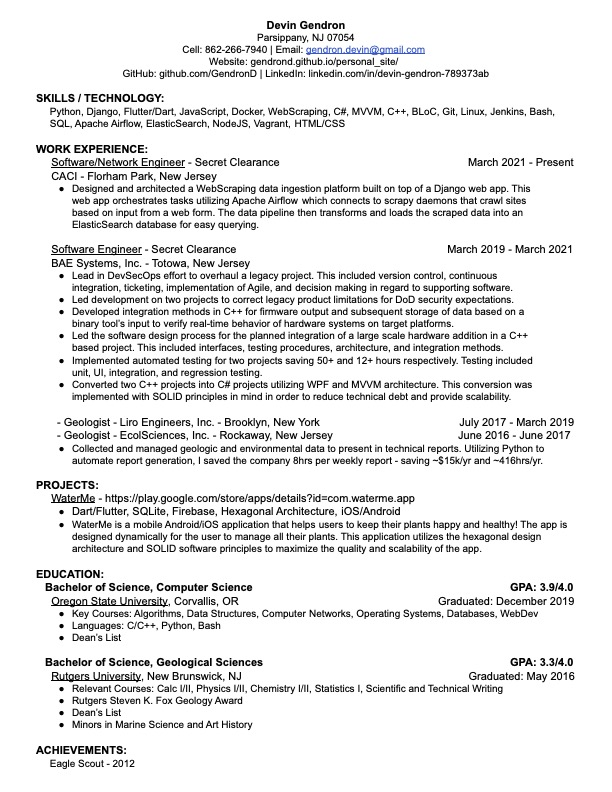 Devin Gendron
Parsippany, NJ 07054
Cell: 862-266-7940 | Email: gendron.devin@gmail.com
Website: gendrond.github.io/personal_site/
GitHub: github.com/GendronD | LinkedIn: linkedin.com/in/devin-gendron-789373ab
SKILLS / TECHNOLOGY:
Python, Django, Flutter/Dart, JavaScript, Docker, WebScraping, C#, MVVM, C++, BLoC, Git, Linux, Jenkins, Bash,
SQL, Apache Airflow, ElasticSearch, NodeJS, Vagrant, HTML/CSS
WORK EXPERIENCE:
Software/Network Engineer - Secret Clearance March 2021 - Present
CACI - Florham Park, New Jersey
● Designed and architected a WebScraping data ingestion platform built on top of a Django web app. This
web app orchestrates tasks utilizing Apache Airflow which connects to scrapy daemons that crawl sites
based on input from a web form. The data pipeline then transforms and loads the scraped data into an
ElasticSearch database for easy querying.
Software Engineer - Secret Clearance March 2019 - March 2021
BAE Systems, Inc. - Totowa, New Jersey
● Lead in DevSecOps effort to overhaul a legacy project. This included version control, continuous
integration, ticketing, implementation of Agile, and decision making in regard to supporting software.
● Led development on two projects to correct legacy product limitations for DoD security expectations.
● Developed integration methods in C++ for firmware output and subsequent storage of data based on a
binary tool's input to verify real-time behavior of hardware systems on target platforms.
● Led the software design process for the planned integration of a large scale hardware addition in a C++
based project. This included interfaces, testing procedures, architecture, and integration methods.
● Implemented automated testing for two projects saving 50+ and 12+ hours respectively. Testing included
unit, UI, integration, and regression testing.
● Converted two C++ projects into C# projects utilizing WPF and MVVM architecture. This conversion was
implemented with SOLID principles in mind in order to reduce technical debt and provide scalability.
- Geologist - Liro Engineers, Inc. - Brooklyn, New York July 2017 - March 2019
- Geologist - EcolSciences, Inc. - Rockaway, New Jersey June 2016 - June 2017
● Collected and managed geologic and environmental data to present in technical reports. Utilizing Python to
automate report generation, I saved the company 8hrs per weekly report - saving ~$15k/yr and ~416hrs/yr.
PROJECTS:
WaterMe - https://play.google.com/store/apps/details?id=com.waterme.app
● Dart/Flutter, SQLite, Firebase, Hexagonal Architecture, iOS/Android
● WaterMe is a mobile Android/iOS application that helps users to keep their plants happy and healthy! The app is
designed dynamically for the user to manage all their plants. This application utilizes the hexagonal design
architecture and SOLID software principles to maximize the quality and scalability of the app.
EDUCATION:
Bachelor of Science, Computer Science GPA: 3.9/4.0
Oregon State University, Corvallis, OR Graduated: December 2019
● Key Courses: Algorithms, Data Structures, Computer Networks, Operating Systems, Databases, WebDev
● Languages: C/C++, Python, Bash
● Dean's List
Bachelor of Science, Geological Sciences GPA: 3.3/4.0
Rutgers University, New Brunswick, NJ Graduated: May 2016
● Relevant Courses: Calc I/II, Physics I/II, Chemistry I/II, Statistics I, Scientific and Technical Writing
● Rutgers Steven K. Fox Geology Award
● Dean's List
● Minors in Marine Science and Art History
ACHIEVEMENTS:
Eagle Scout - 2012